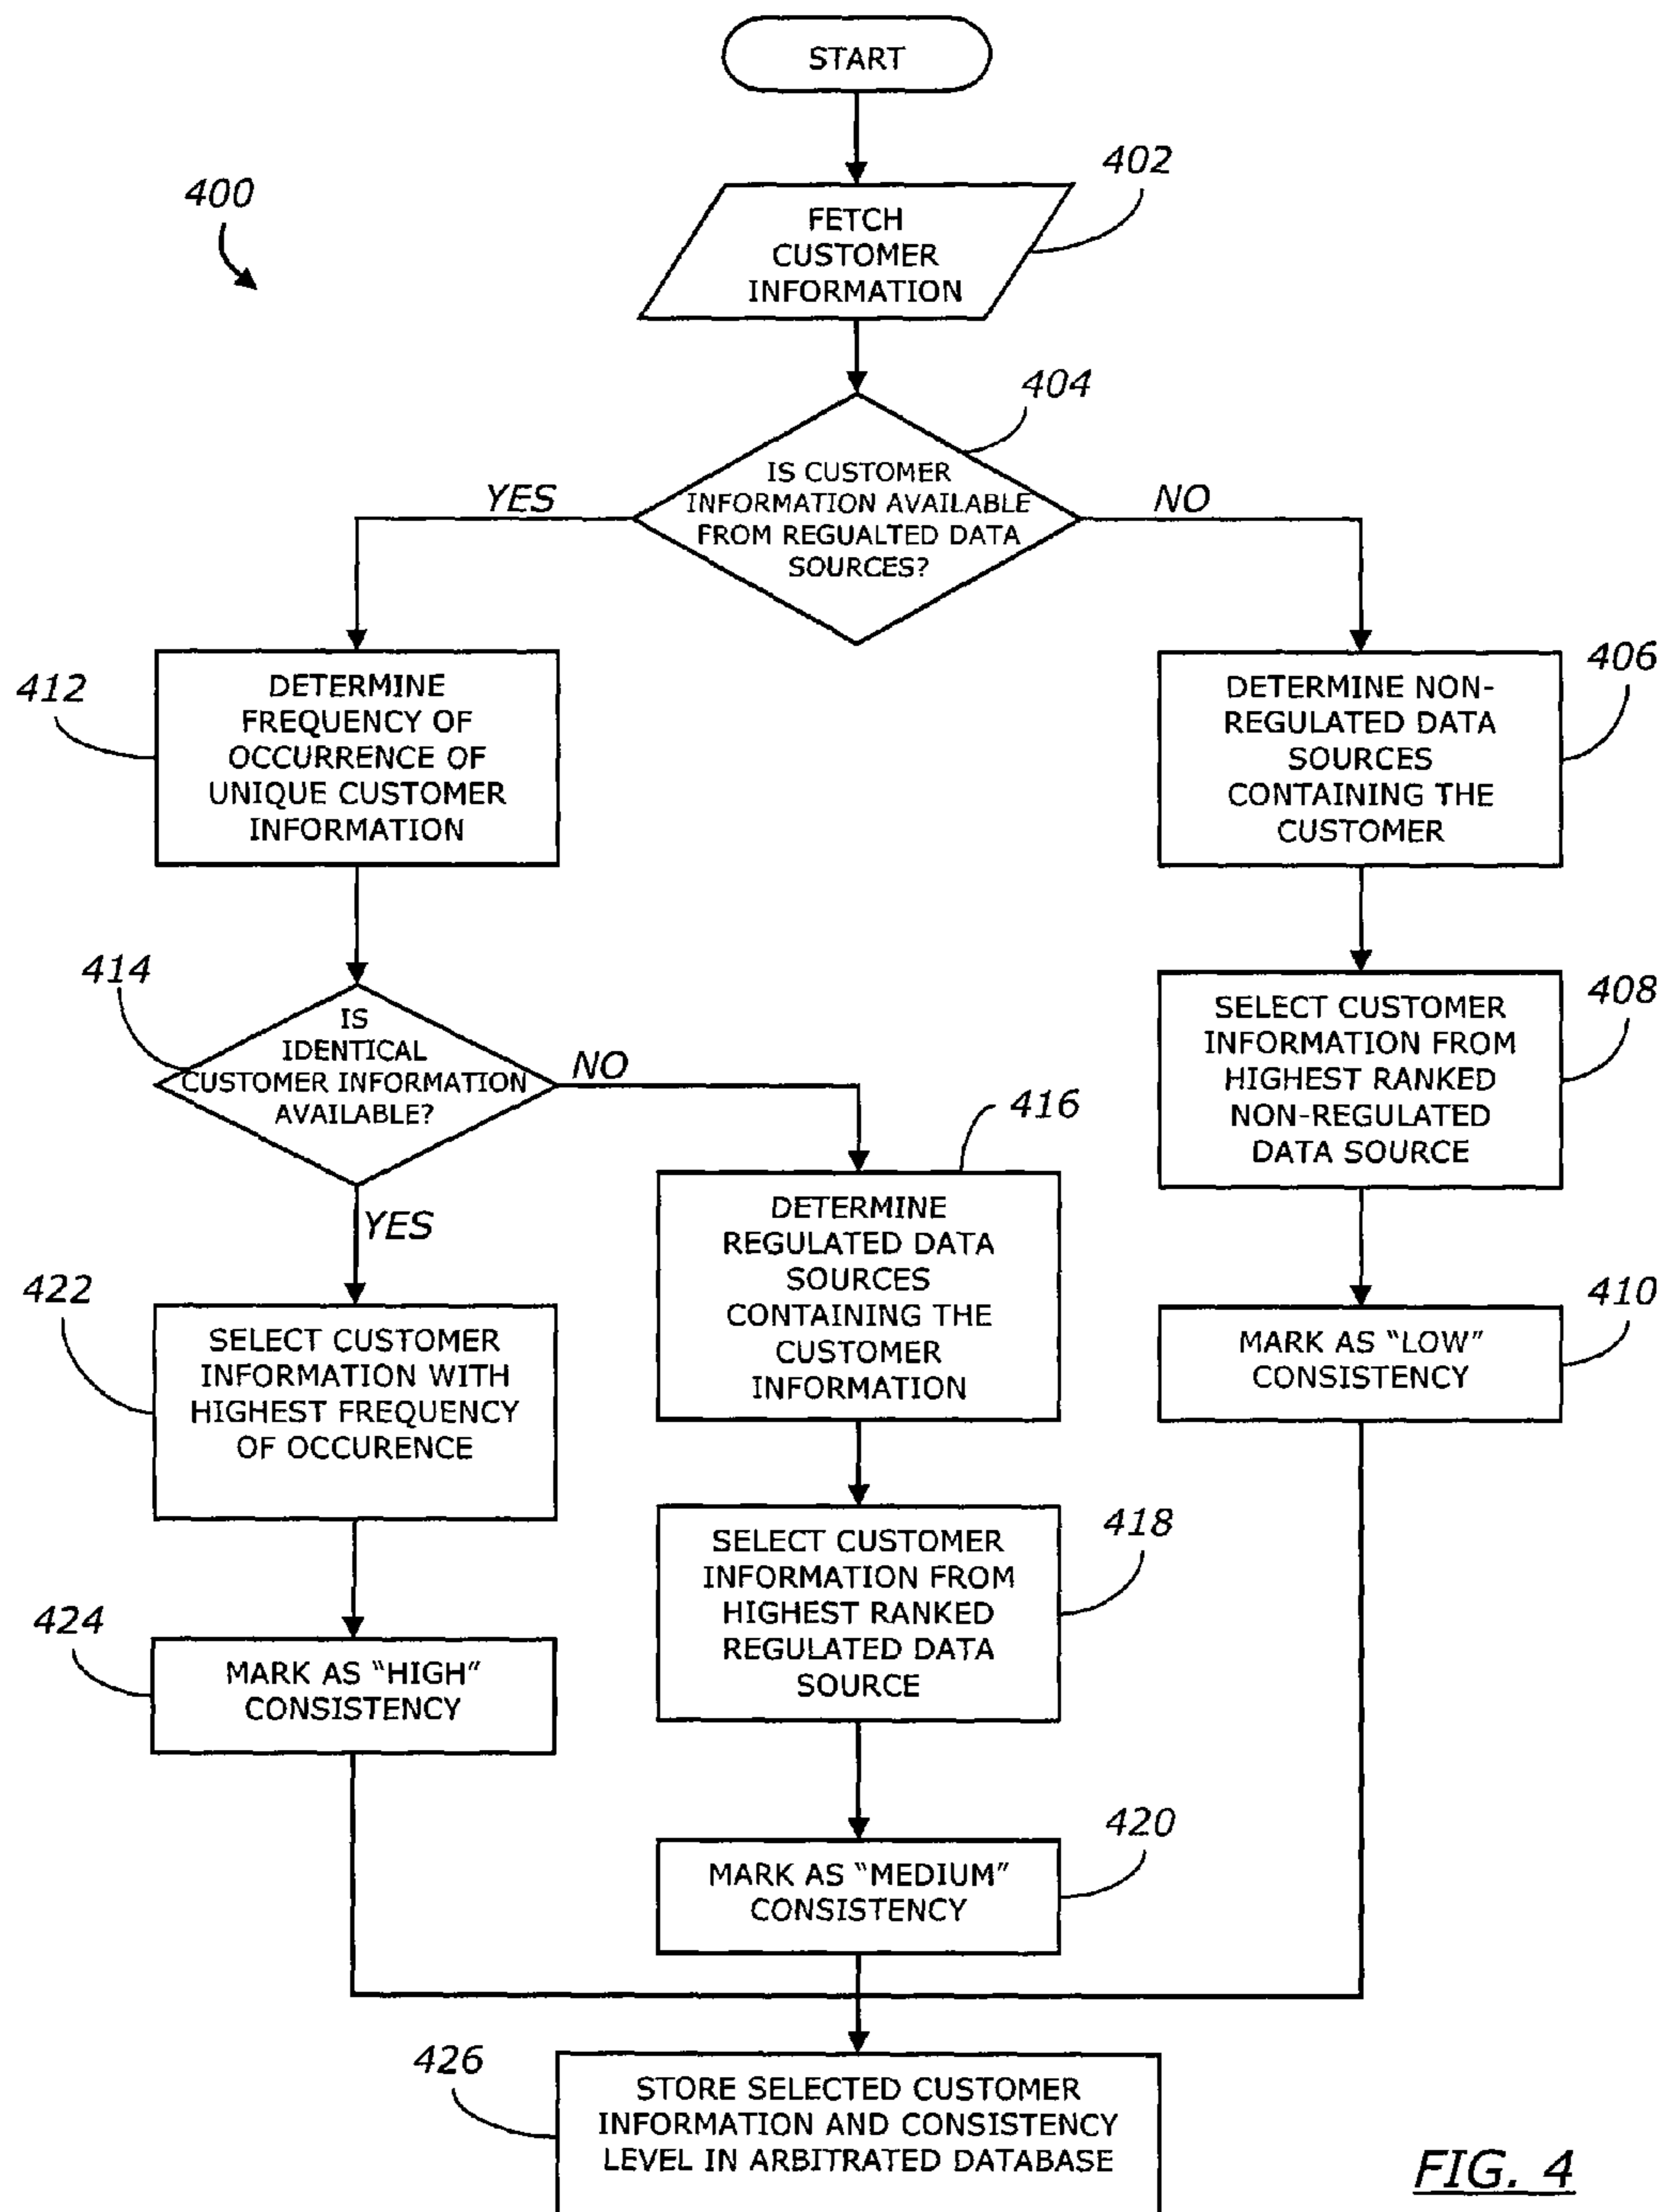 START
400
402
FETCH
CUSTOMER
INFORMATION
404
IS CUSTOMER
INFORMATION AVAILABLE
FROM REGUALTED DATA
SOURCES?
YES
NO
412
DETERMINE
FREQUENCY OF
OCCURRENCE OF
UNIQUE CUSTOMER
INFORMATION
406
DETERMINE NON-
REGULATED DATA
SOURCES
CONTAINING THE
CUSTOMER
414
IS
IDENTICAL
CUSTOMER INFORMATION
AVAILABLE?
NO
YES
408
SELECT CUSTOMER
INFORMATION FROM
HIGHEST RANKED
NON-REGULATED
DATA SOURCE
416
DETERMINE
REGULATED DATA
SOURCES
CONTAINING THE
CUSTOMER
INFORMATION
422
SELECT CUSTOMER
INFORMATION WITH
HIGHEST FREQUENCY
OF OCCURENCE
410
MARK AS “LOW”
CONSISTENCY
418
SELECT CUSTOMER
INFORMATION FROM
HIGHEST RANKED
REGULATED DATA
SOURCE
424
MARK AS “HIGH”
CONSISTENCY
420
MARK AS “MEDIUM”
CONSISTENCY
426
STORE SELECTED CUSTOMER
INFORMATION AND CONSISTENCY
LEVEL IN ARBITRATED DATABASE
FIG. 4